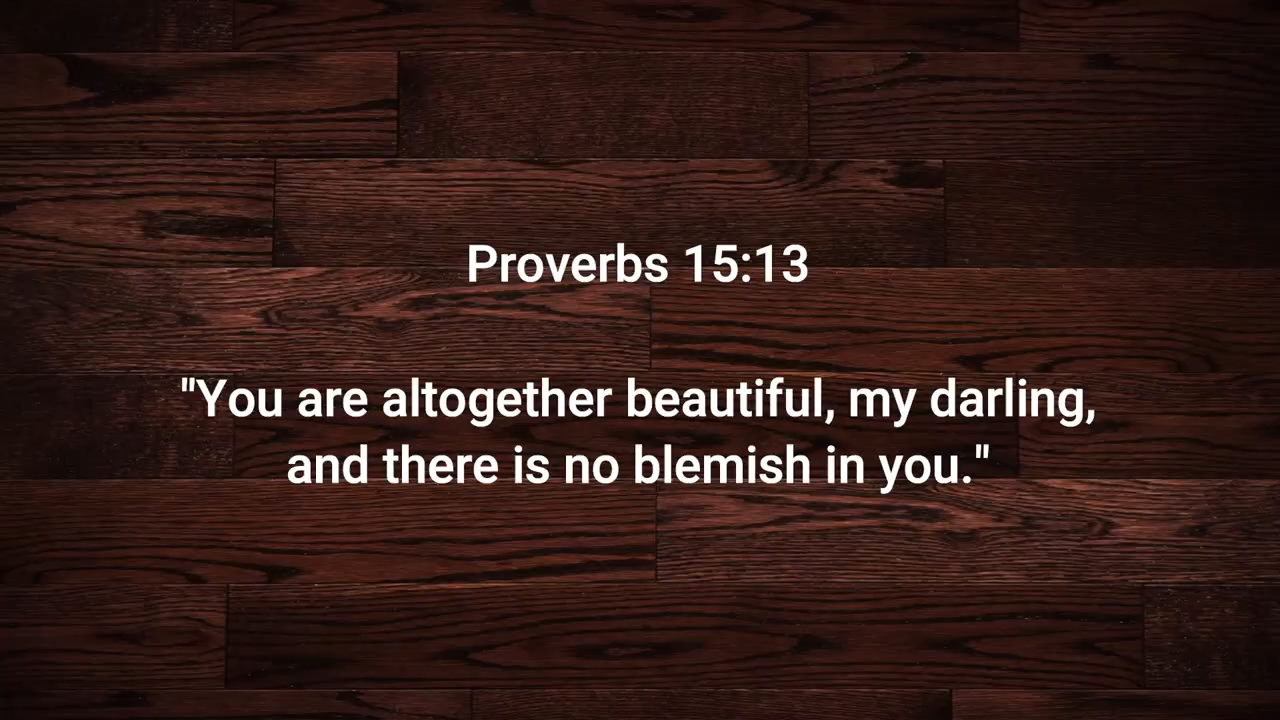 Proverbs 15:13
"You are altogether beautiful, my darling,
and there is no blemish in you."